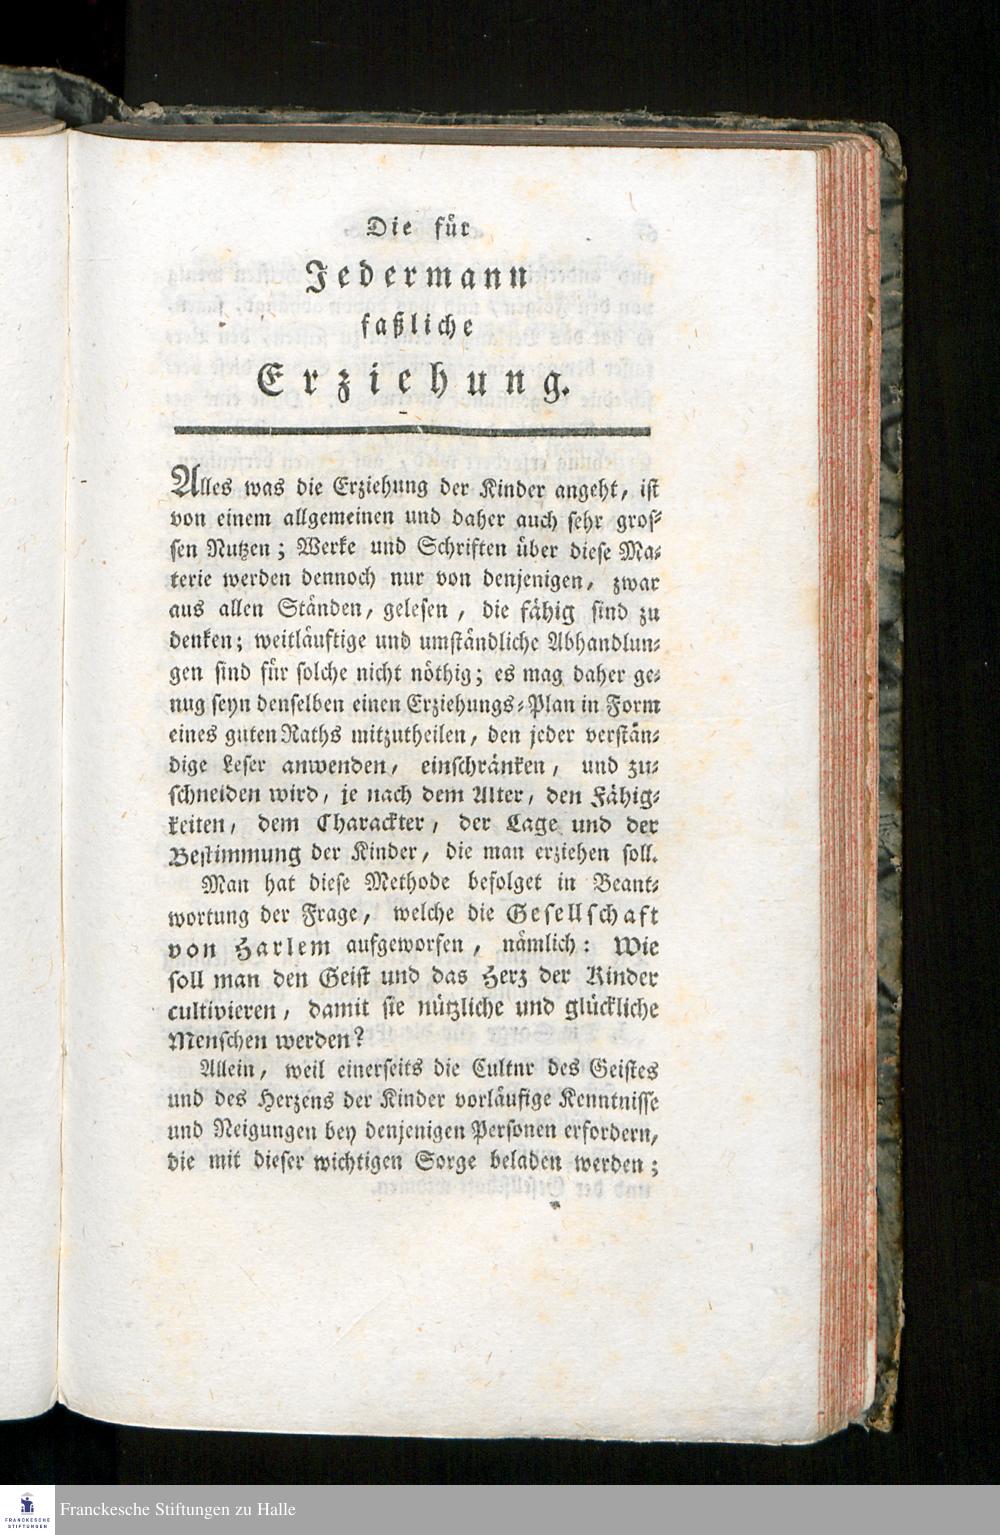 Die für
Jedermann
faßliche
Erziehung.
Alles was die Erziehung der Kinder angeht, ist
von einem allgemeinen und daher auch sehr gros-
sen Nutzen; Werke und Schriften über diese Ma-
terie werden dennoch nur von denjenigen, zwar
aus allen Ständen, gelesen, die fähig sind zu
denken; weitläuftige und umständliche Abhandlun-
gen sind für solche nicht nöthig; es mag daher ge-
nug seyn denselben einen Erziehungs-Plan in Form
eines guten Raths mitzutheilen, den jeder verstän-
dige Leser anwenden, einschränken, und zu-
schneiden wird, je nach dem Alter, den Fähig-
keiten, dem Charackter, der Lage und der
Bestimmung der Kinder, die man erziehen soll.
Man hat diese Methode befolget in Beant-
wortung der Frage, welche die Gesellschaft
von Harlem aufgeworfen, nämlich: Wie
soll man den Geist und das Herz der Kinder
cultivieren, damit sie nützliche und glückliche
Menschen werden?
Allein, weil einerseits die Cultnr des Geistes
und des Herzens der Kinder vorläufige Kenntnisse
und Neigungen bey denjenigen Personen erfordern,
die mit dieser wichtigen Sorge beladen werden;
FRANCKESCHE
STIFTUNGEN
Franckesche Stiftungen zu Halle